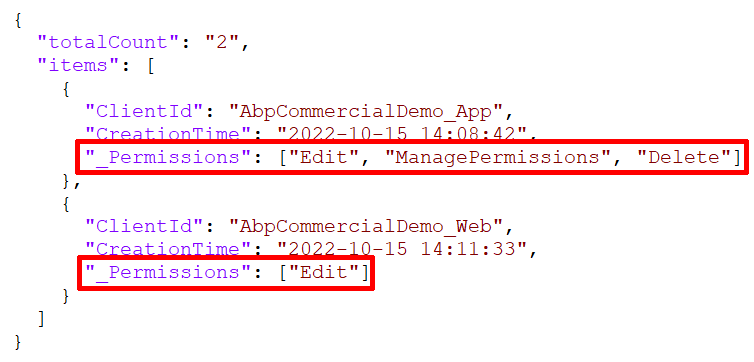 {
"totalCount": "2",
"items": [
{
"ClientId": "AbpCommercialDemo_App",
"CreationTime": "2022-10-15 14:08:42",
"_Permissions": ["Edit", "ManagePermissions", "Delete"]
},
{
"ClientId": "AbpCommercialDemo_Web",
"CreationTime": "2022-10-15 14:11:33",
"_Permissions": ["Edit"]
}
]
}